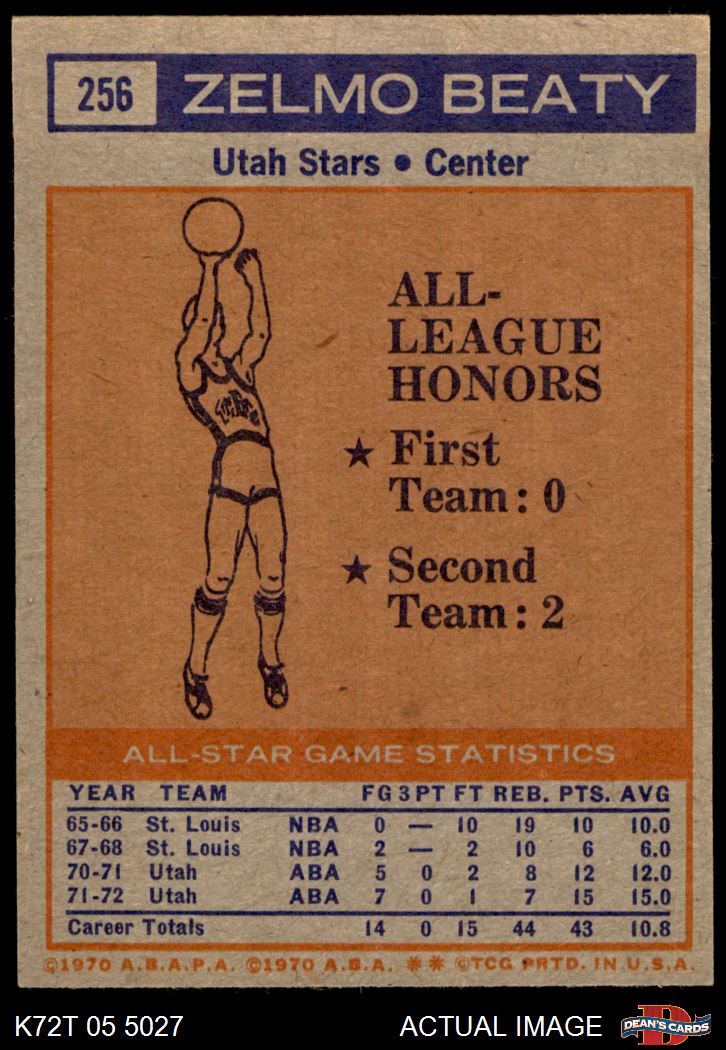 256 ZELMO BEATY
Utah Stars • Center
ALL-
LEAGUE
HONORS
★ First
Team: 0
★ Second
Team: 2
ALL-STAR GAME STATISTICS
YEAR TEAM FG 3 PT FT REB. PTS. AVG
65-66 St. Louis NBA 0 — 10 19 10 10.0
67-68 St. Louis NBA 2 — 2 10 6 6.0
70-71 Utah ABA 5 0 2 8 12 12.0
71-72 Utah ABA 7 0 1 7 15 15.0
Career Totals 14 0 15 44 43 10.8
©1970 A.B.A.P.A. ©1970 A.B.A. ** ©TCG PRTD. IN U.S.A.
K72T 05 5027 ACTUAL IMAGE DEAN'S CARDS